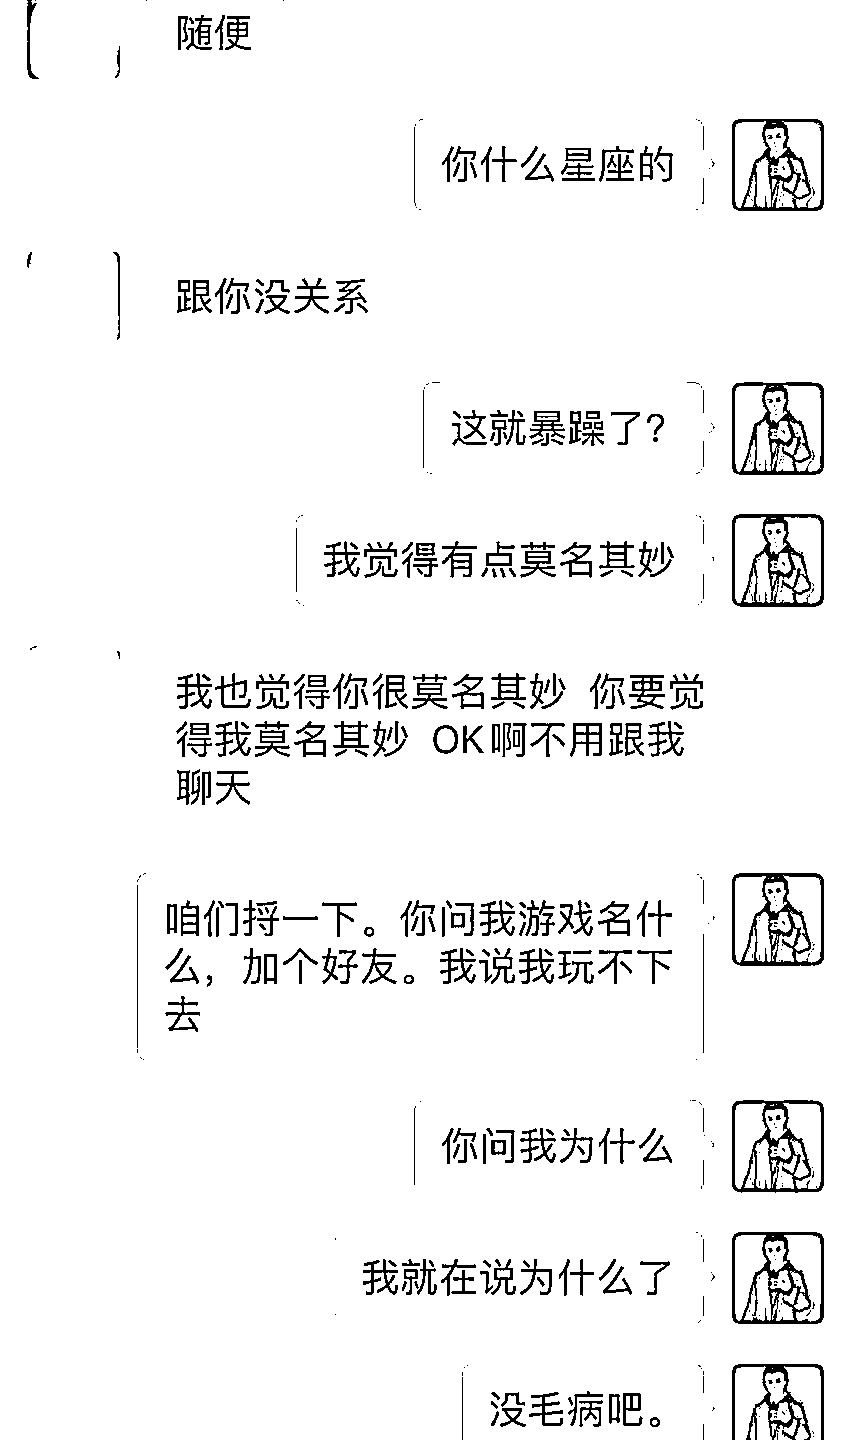 随便
你什么星座的
跟你没关系
这就暴躁了?
我觉得有点莫名其妙
我也觉得你很莫名其妙 你要觉
得我莫名其妙 OK啊不用跟我
聊天
咱们捋一下。你问我游戏名什
么，加个好友。我说我玩不下
去
你问我为什么
我就在说为什么了
没毛病吧。